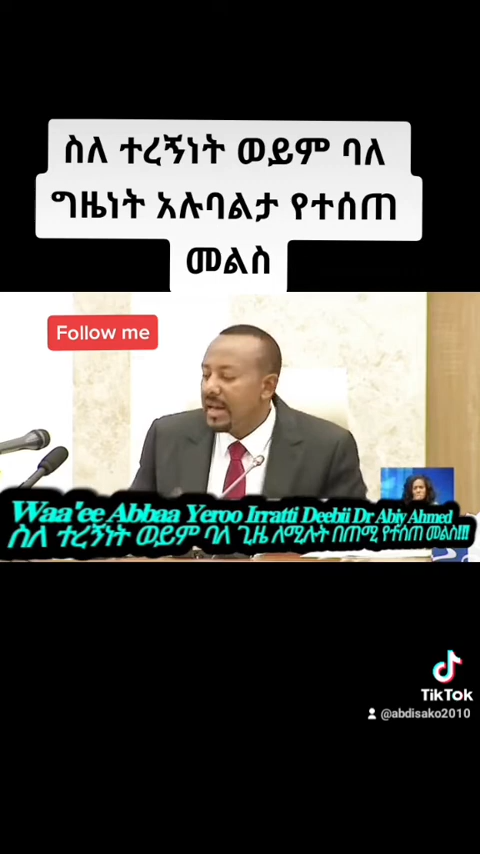 ስለ ተረኝነት ወይም ባለ
ግዜነት አሉባልታ የተሰጠ
መልስ
Follow me
Waa'ee Abbaa Yeroo Irratti Deebii Dr Abiy Ahmed
ስለ ተረኝነት ወይም ባለ ጊዜ ለሚሉት በጠሚ የተሰጠ መልስ!!!
TikTok
@abdisako2010